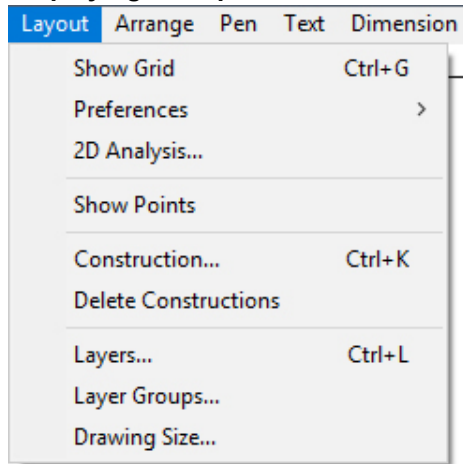 Layout Arrange Pen Text Dimension
Show Grid Ctrl+G
Preferences >
2D Analysis...
Show Points
Construction... Ctrl+K
Delete Constructions
Layers... Ctrl+L
Layer Groups...
Drawing Size...